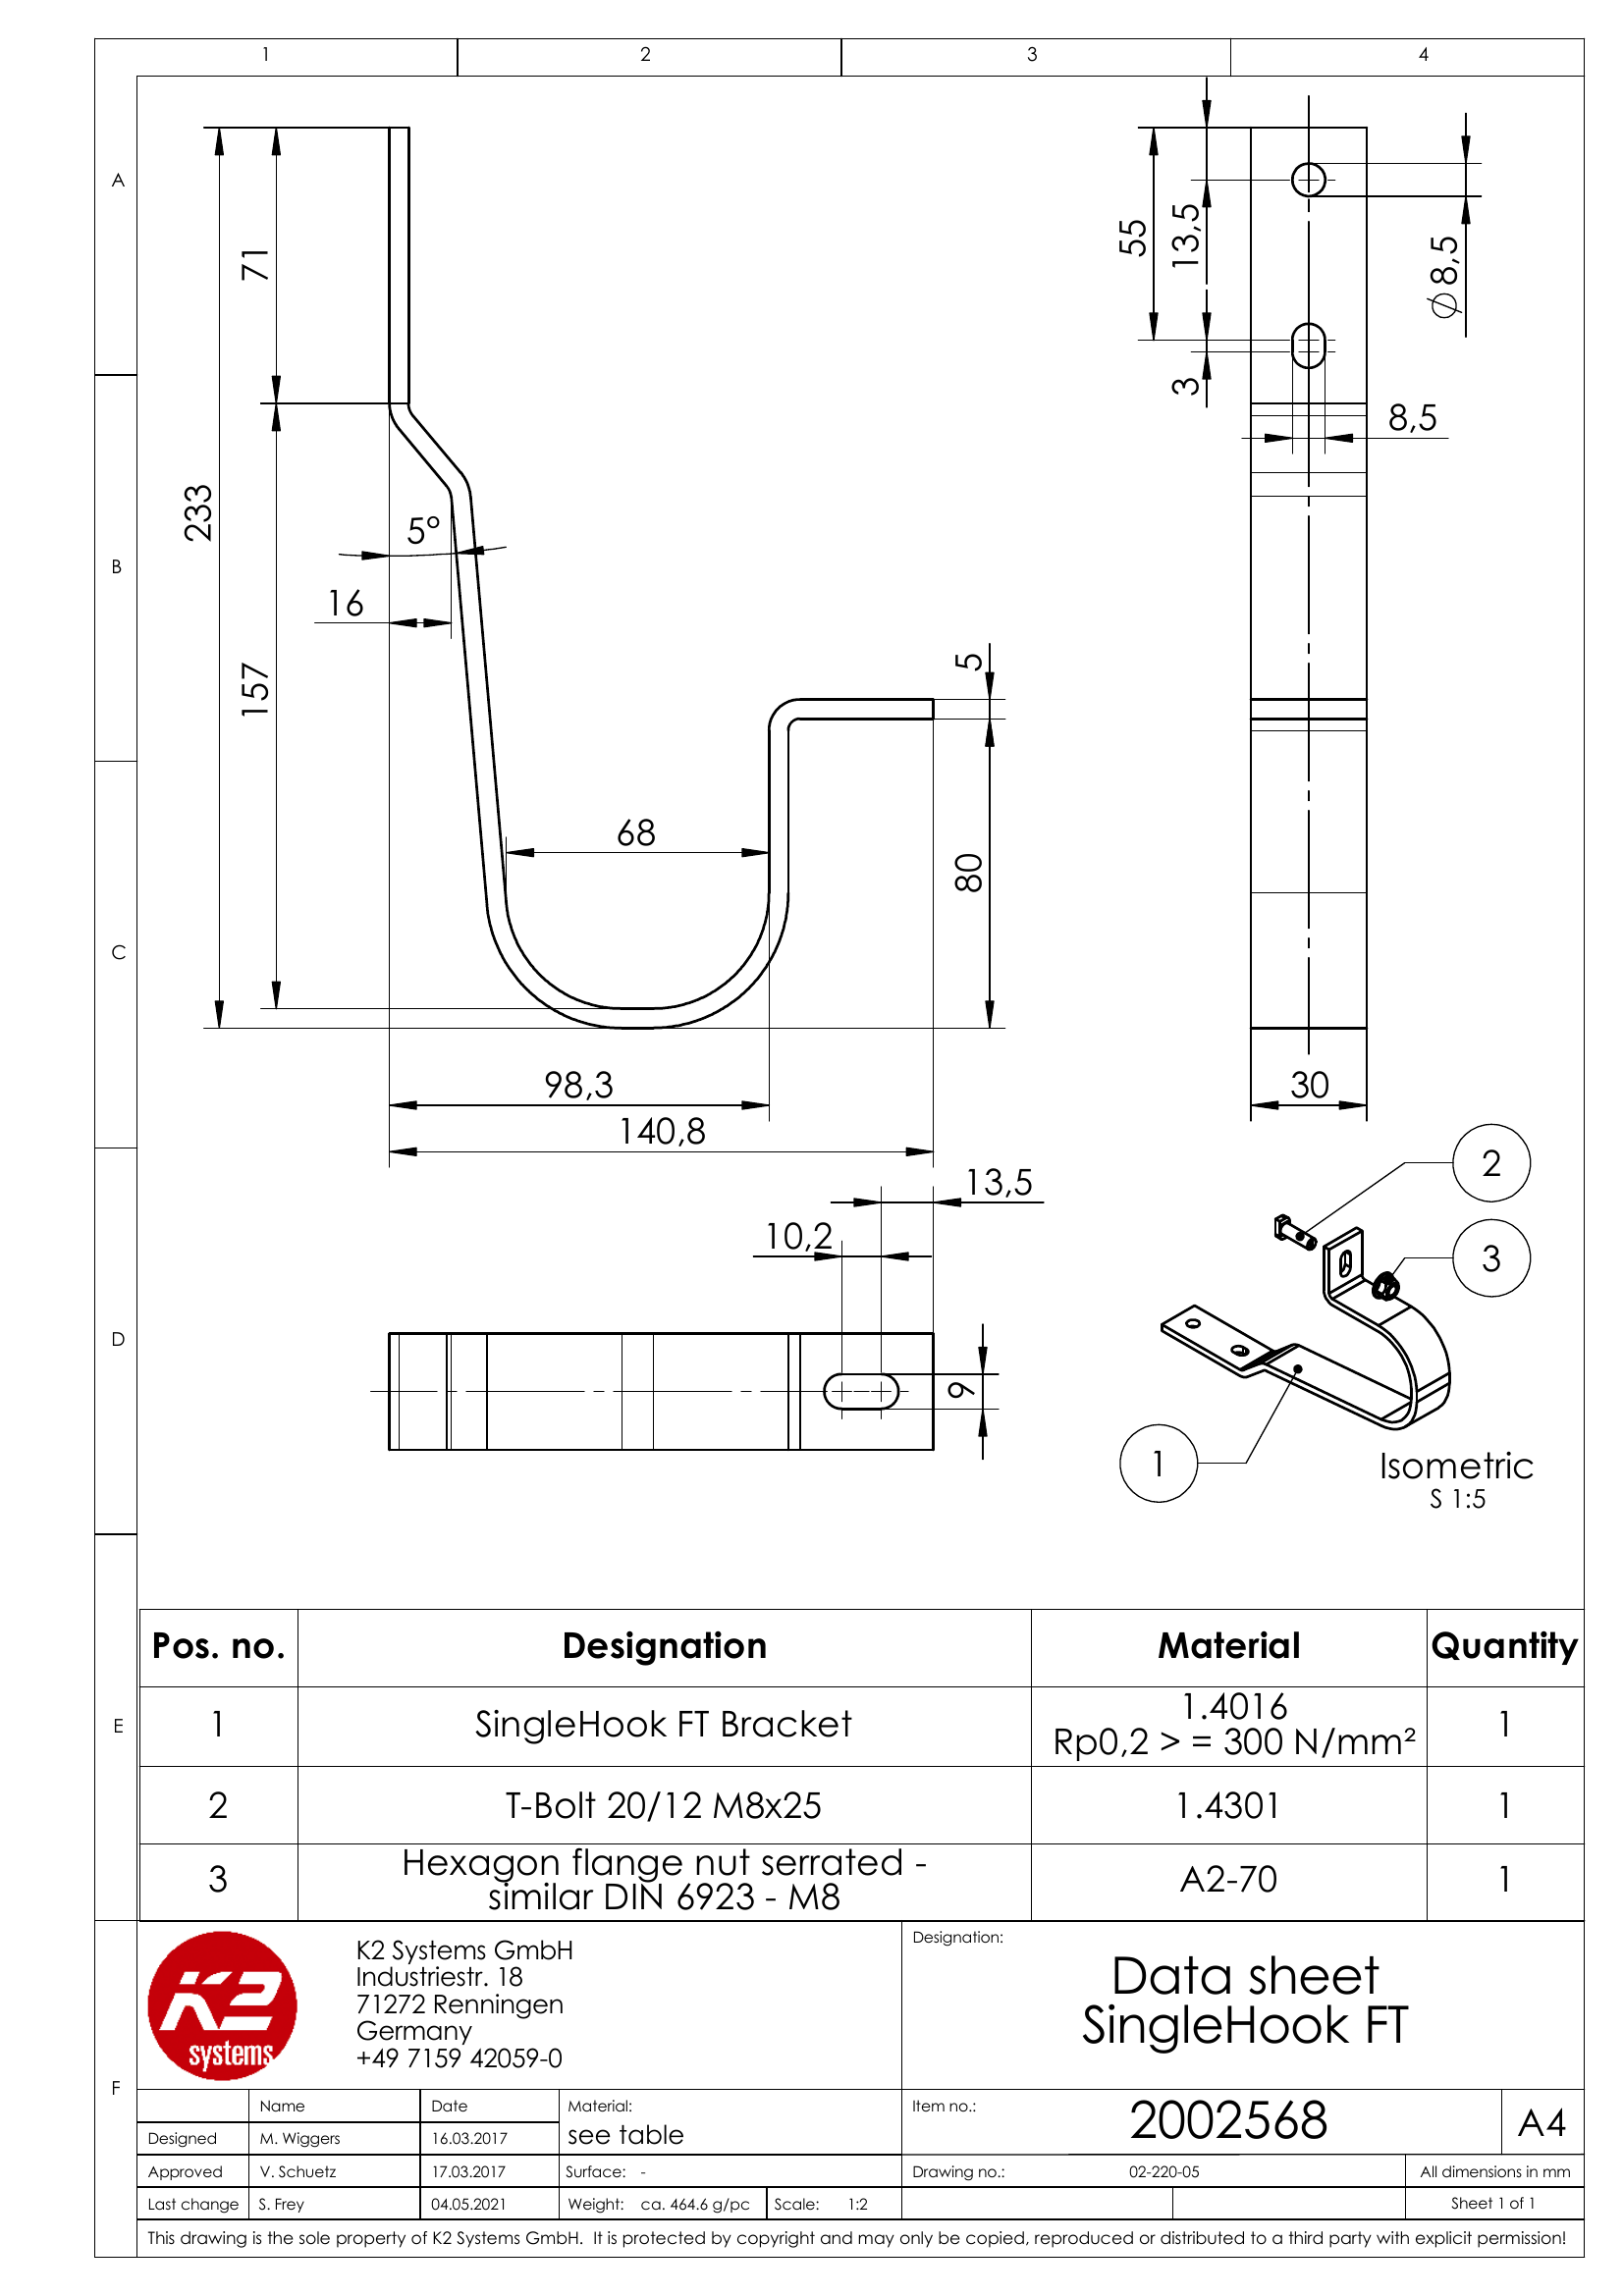 1 2 3 4
A
B
C
D
E
F
71
233
157
5°
16
68
5
80
98,3
140,8
55
13,5
3
Ø8,5
8,5
30
13,5
10,2
9
2
3
1
Isometric
S 1:5
Pos. no. Designation Material Quantity
1 SingleHook FT Bracket 1.4016 1
Rp0,2 > = 300 N/mm²
2 T-Bolt 20/12 M8x25 1.4301 1
3 Hexagon flange nut serrated - A2-70 1
similar DIN 6923 - M8
K2
systems
K2 Systems GmbH
Industriestr. 18
71272 Renningen
Germany
+49 7159 42059-0
Designation:
Data sheet
SingleHook FT
Name Date Material: Item no.: 2002568 A4
Designed M. Wiggers 16.03.2017 see table
Approved V. Schuetz 17.03.2017 Surface: - Drawing no.: 02-220-05 All dimensions in mm
Last change S. Frey 04.05.2021 Weight: ca. 464.6 g/pc Scale: 1:2 Sheet 1 of 1
This drawing is the sole property of K2 Systems GmbH. It is protected by copyright and may only be copied, reproduced or distributed to a third party with explicit permission!